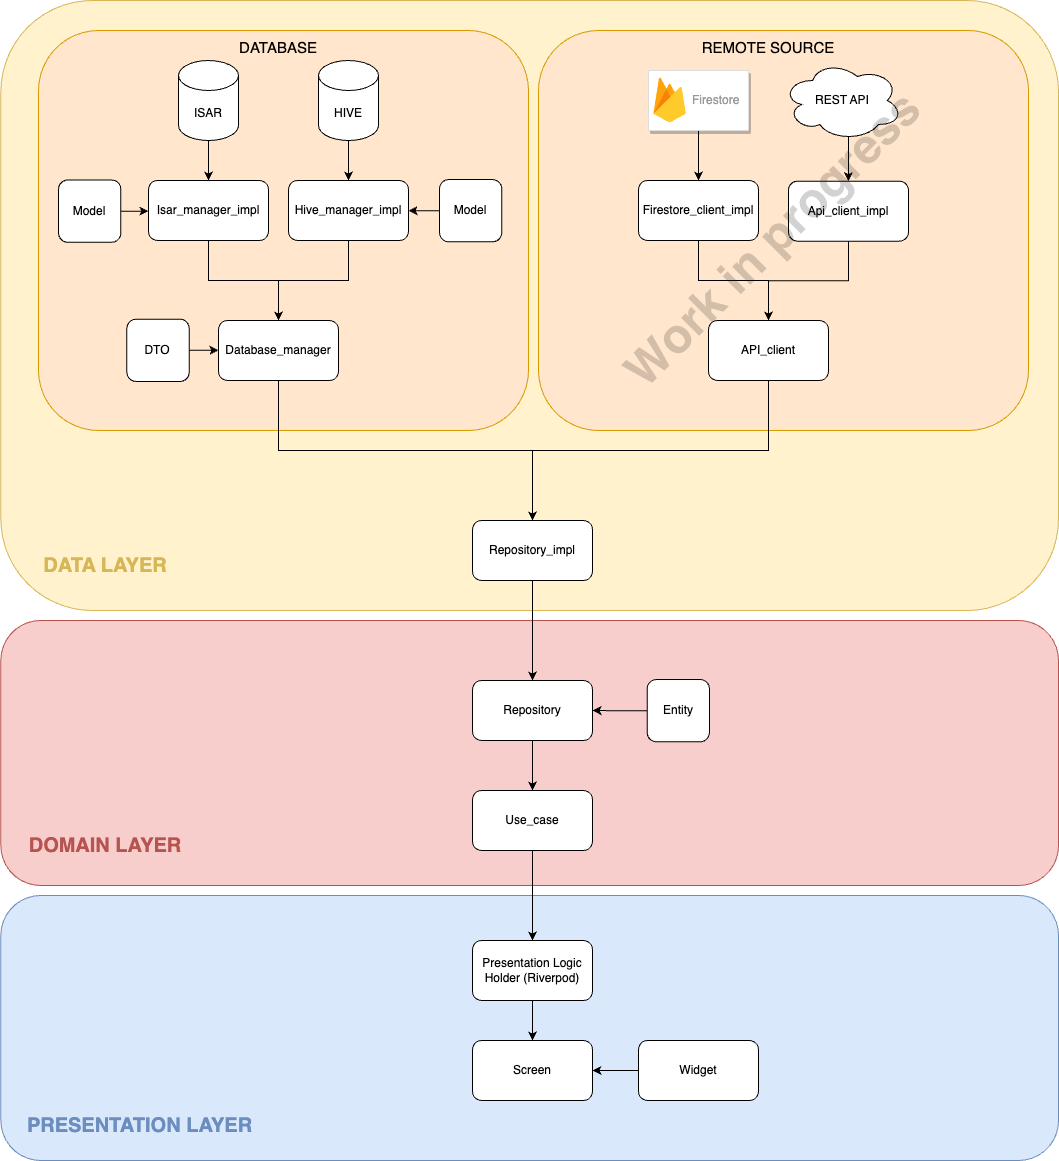 DATABASE
REMOTE SOURCE
ISAR
HIVE
Firestore
REST API
Model
Isar_manager_impl
Hive_manager_impl
Model
Firestore_client_impl
Api_client_impl
Work in progress
DTO
Database_manager
API_client
Repository_impl
DATA LAYER
Repository
Entity
Use_case
DOMAIN LAYER
Presentation Logic
Holder (Riverpod)
Screen
Widget
PRESENTATION LAYER